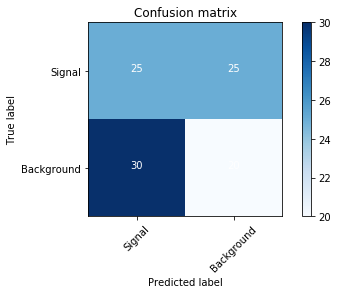 Confusion matrix
True label
Signal
Background
25
25
30
Signal
Background
Predicted label
30
28
26
24
22
20